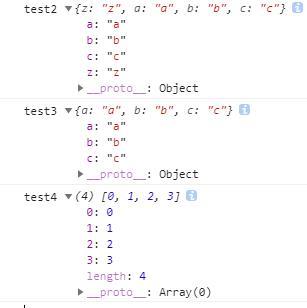 test2 ▼{z: "z", a: "a", b: "b", c: "c"} i
a: "a"
b: "b"
c: "c"
z: "z"
▶__proto__: Object
test3 ▼{a: "a", b: "b", c: "c"} i
a: "a"
b: "b"
c: "c"
▶__proto__: Object
test4 ▼(4) [0, 1, 2, 3] i
0: 0
1: 1
2: 2
3: 3
length: 4
▶__proto__: Array(0)